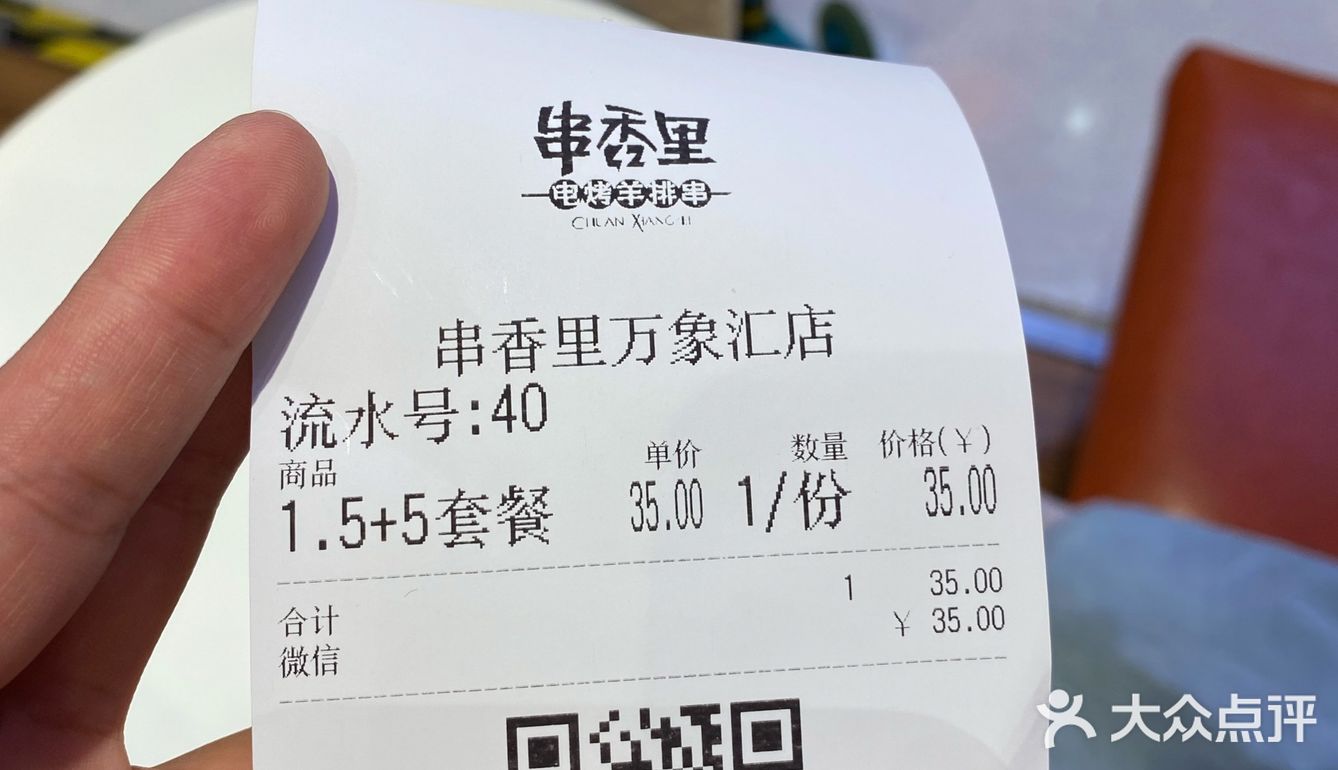 串香里
电烤羊排串
CHUAN XIANG LI
串香里万象汇店
流水号:40
商品 单价 数量 价格(¥)
1.5+5套餐 35.00 1/份 35.00
合计 1 35.00
微信 ¥ 35.00
大众点评